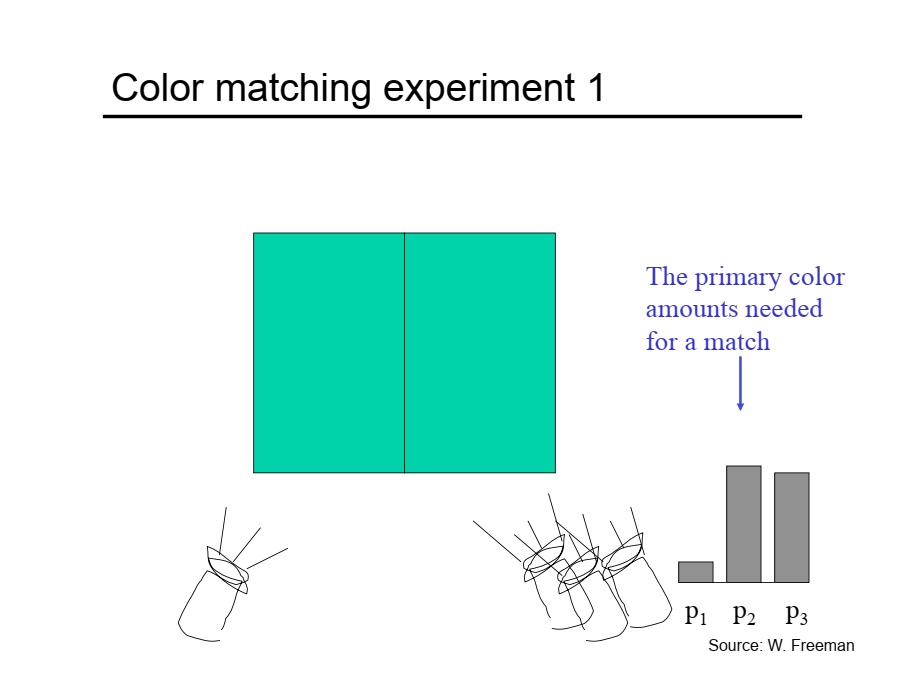 Color matching experiment 1
The primary color
amounts needed
for a match
p₁ p₂ p₃
Source: W. Freeman